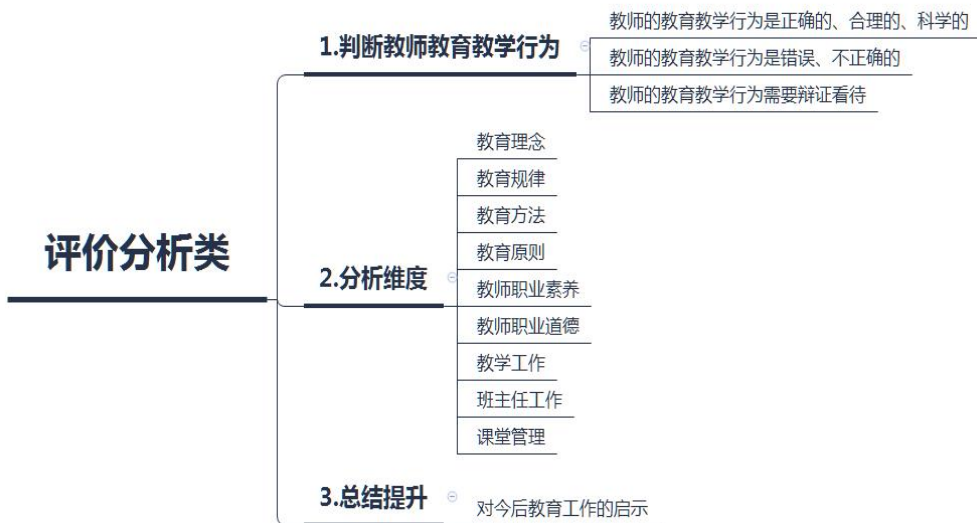 评价分析类
1.判断教师教育教学行为
教师的教育教学行为是正确的、合理的、科学的
教师的教育教学行为是错误、不正确的
教师的教育教学行为需要辩证看待
2.分析维度
教育理念
教育规律
教育方法
教育原则
教师职业素养
教师职业道德
教学工作
班主任工作
课堂管理
3.总结提升
对今后教育工作的启示